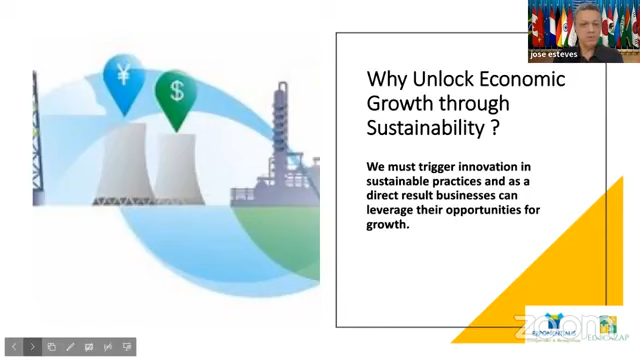 jose esteves
¥
$
Why Unlock Economic
Growth through
Sustainability ?
We must trigger innovation in
sustainable practices and as a
direct result businesses can
leverage their opportunities for
growth.
zoom